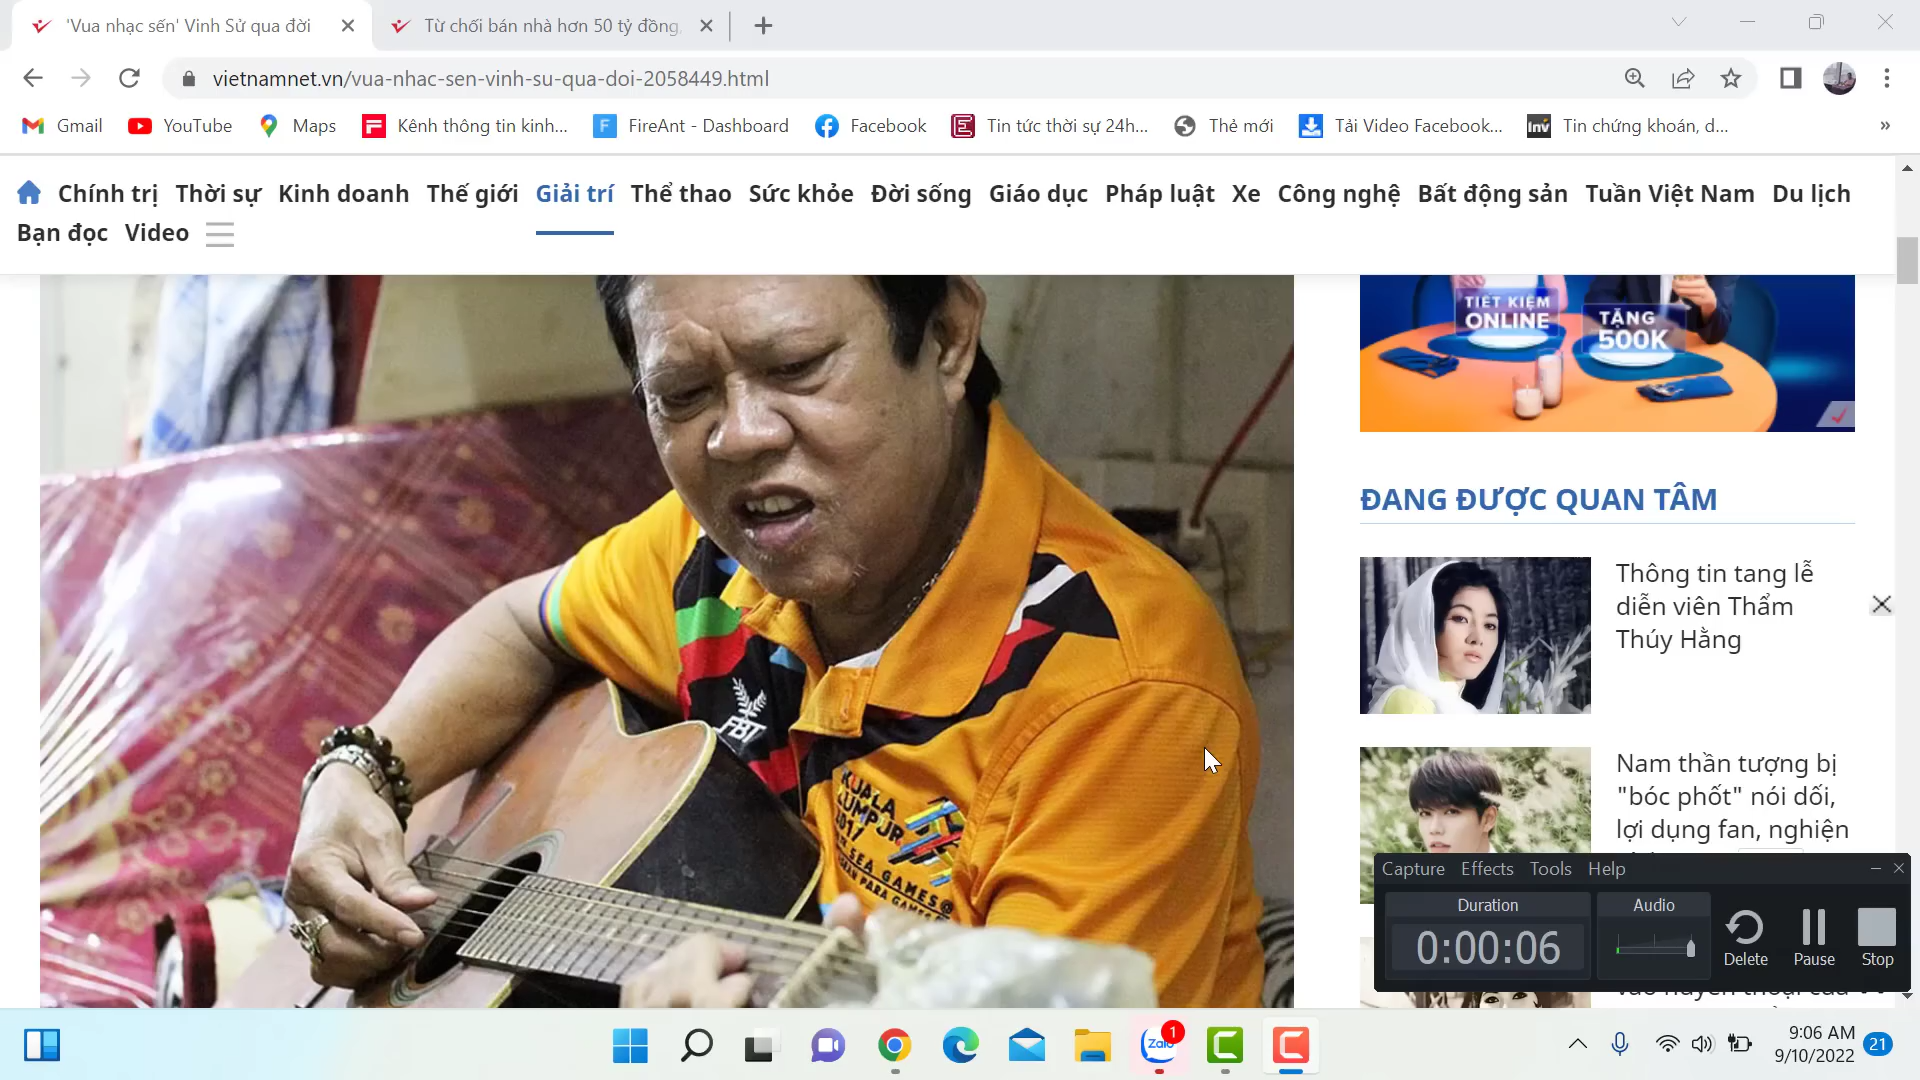 'Vua nhạc sến' Vinh Sử qua đời
Từ chối bán nhà hơn 50 tỷ đồng,
vietnamnet.vn/vua-nhac-sen-vinh-su-qua-doi-2058449.html
Gmail YouTube Maps Kênh thông tin kinh... FireAnt - Dashboard Facebook Tin tức thời sự 24h... Thẻ mới Tải Video Facebook... Tin chứng khoán, d... »
Chính trị Thời sự Kinh doanh Thế giới Giải trí Thể thao Sức khỏe Đời sống Giáo dục Pháp luật Xe Công nghệ Bất động sản Tuần Việt Nam Du lịch
Bạn đọc Video
TIẾT KIỆM
ONLINE
TẶNG
500K
ĐANG ĐƯỢC QUAN TÂM
Thông tin tang lễ
diễn viên Thẩm
Thúy Hằng
Nam thần tượng bị
"bóc phốt" nói dối,
lợi dụng fan, nghiện
FBT
KUALA
LUMPUR
2017
SEA GAMES
PARA GAMES
Capture Effects Tools Help
Duration
0:00:06
Audio
Delete
Pause
Stop
Zalo
1
9:06 AM
9/10/2022
21